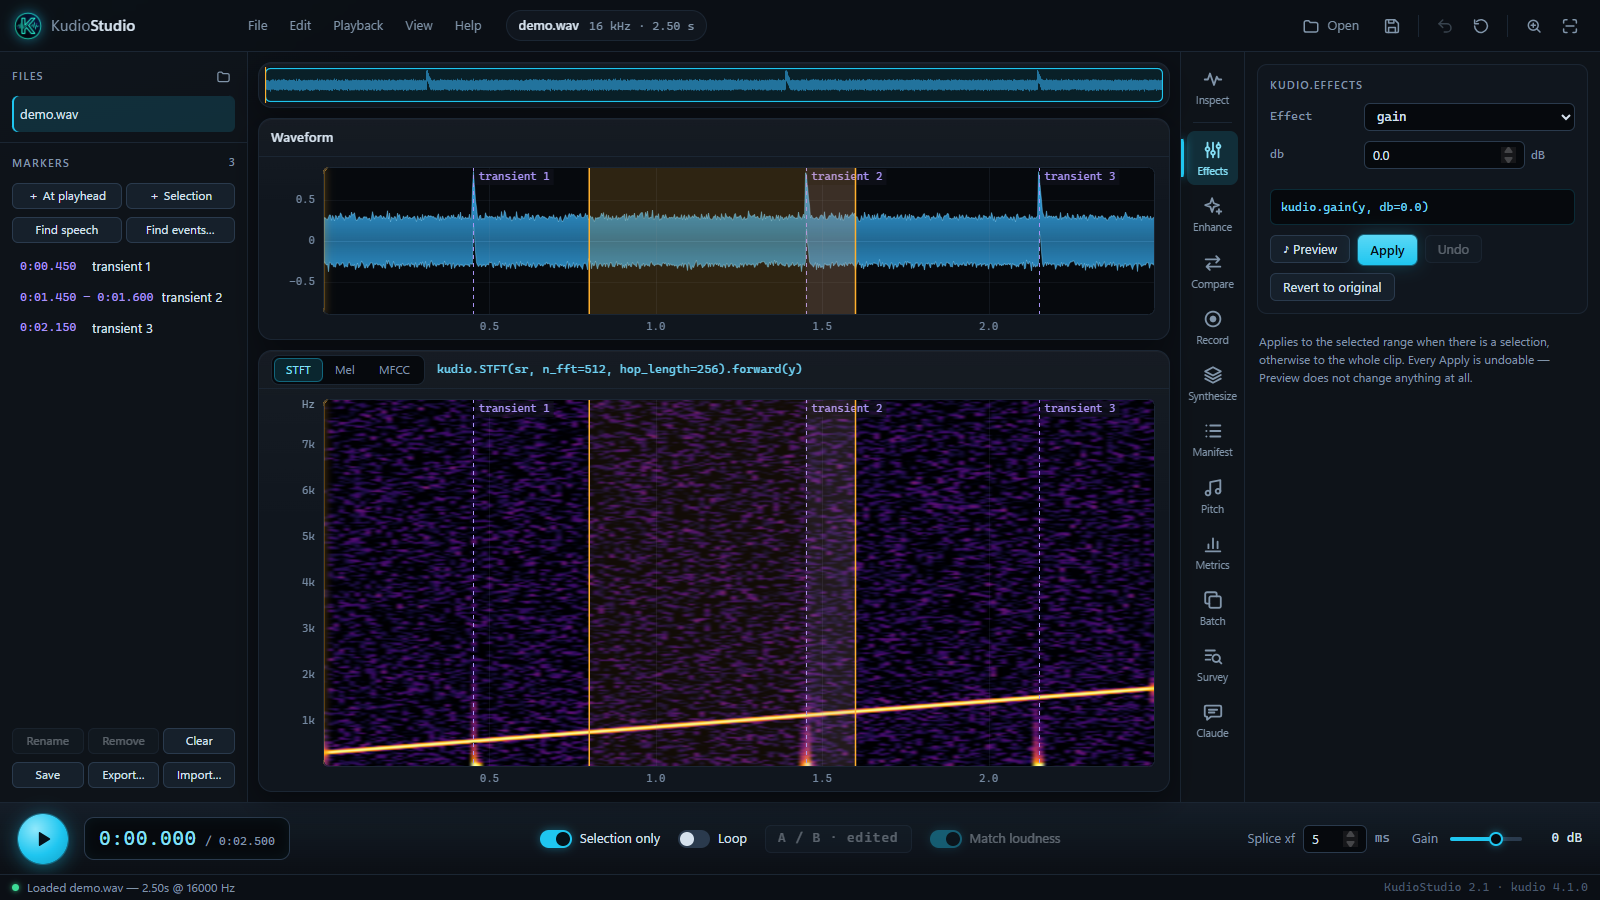 KudioStudio
File Edit Playback View Help
demo.wav 16 kHz · 2.50 s
Open
FILES
demo.wav
MARKERS 3
+ At playhead
+ Selection
Find speech
Find events...
0:00.450 transient 1
0:01.450 – 0:01.600 transient 2
0:02.150 transient 3
Rename
Remove
Clear
Save
Export...
Import...
Waveform
transient 1
transient 2
transient 3
0.5
0
−0.5
0.5
1.0
1.5
2.0
STFT
Mel
MFCC
kudio.STFT(sr, n_fft=512, hop_length=256).forward(y)
transient 1
transient 2
transient 3
Hz
7k
6k
5k
4k
3k
2k
1k
0.5
1.0
1.5
2.0
Inspect
Effects
Enhance
Compare
Record
Synthesize
Manifest
Pitch
Metrics
Batch
Survey
Claude
KUDIO.EFFECTS
Effect gain
db 0.0 dB
kudio.gain(y, db=0.0)
♪ Preview
Apply
Undo
Revert to original
Applies to the selected range when there is a selection,
otherwise to the whole clip. Every Apply is undoable —
Preview does not change anything at all.
0:00.000 / 0:02.500
Selection only
Loop
A / B · edited
Match loudness
Splice xf 5 ms
Gain 0 dB
Loaded demo.wav — 2.50s @ 16000 Hz
KudioStudio 2.1 · kudio 4.1.0